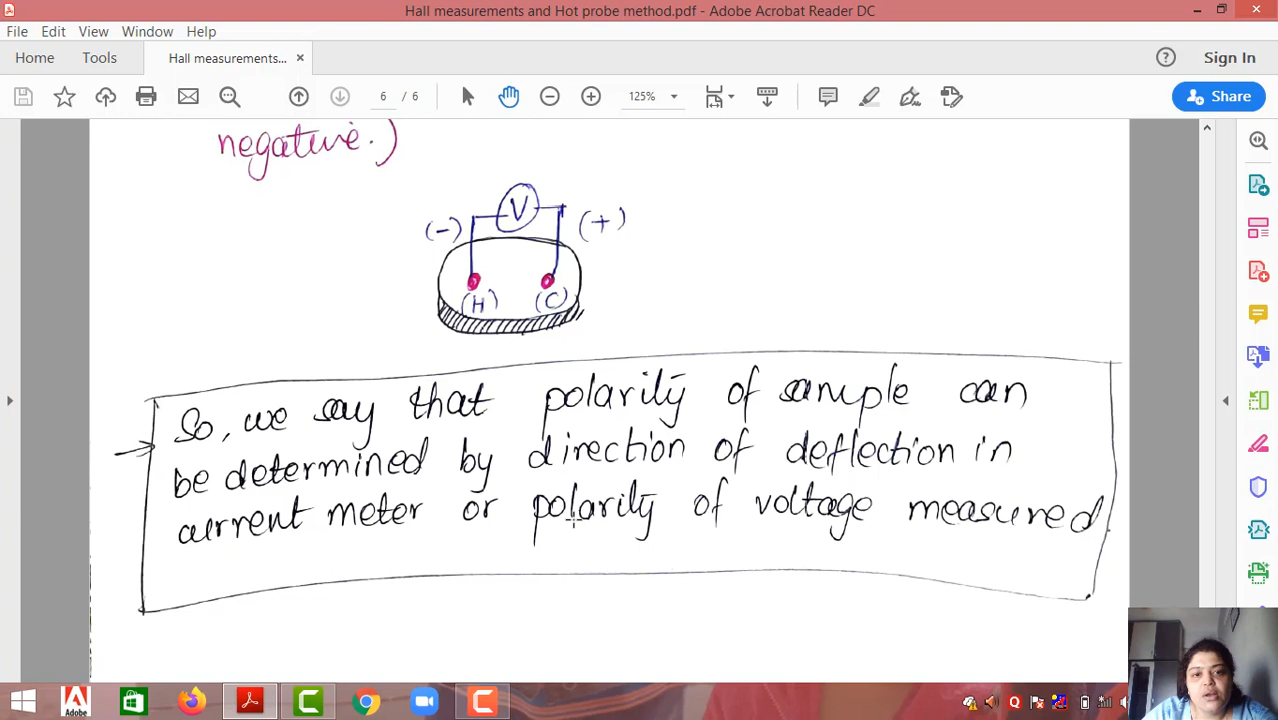 Hall measurements and Hot probe method.pdf - Adobe Acrobat Reader DC
File Edit View Window Help
Home Tools Hall measurements... × Sign In
6 / 6 125% Share
negative.)
(-) V (+)
(H) (C)
So, we say that polarity of sample can
be determined by direction of deflection in
current meter or polarity of voltage measured.
Adobe